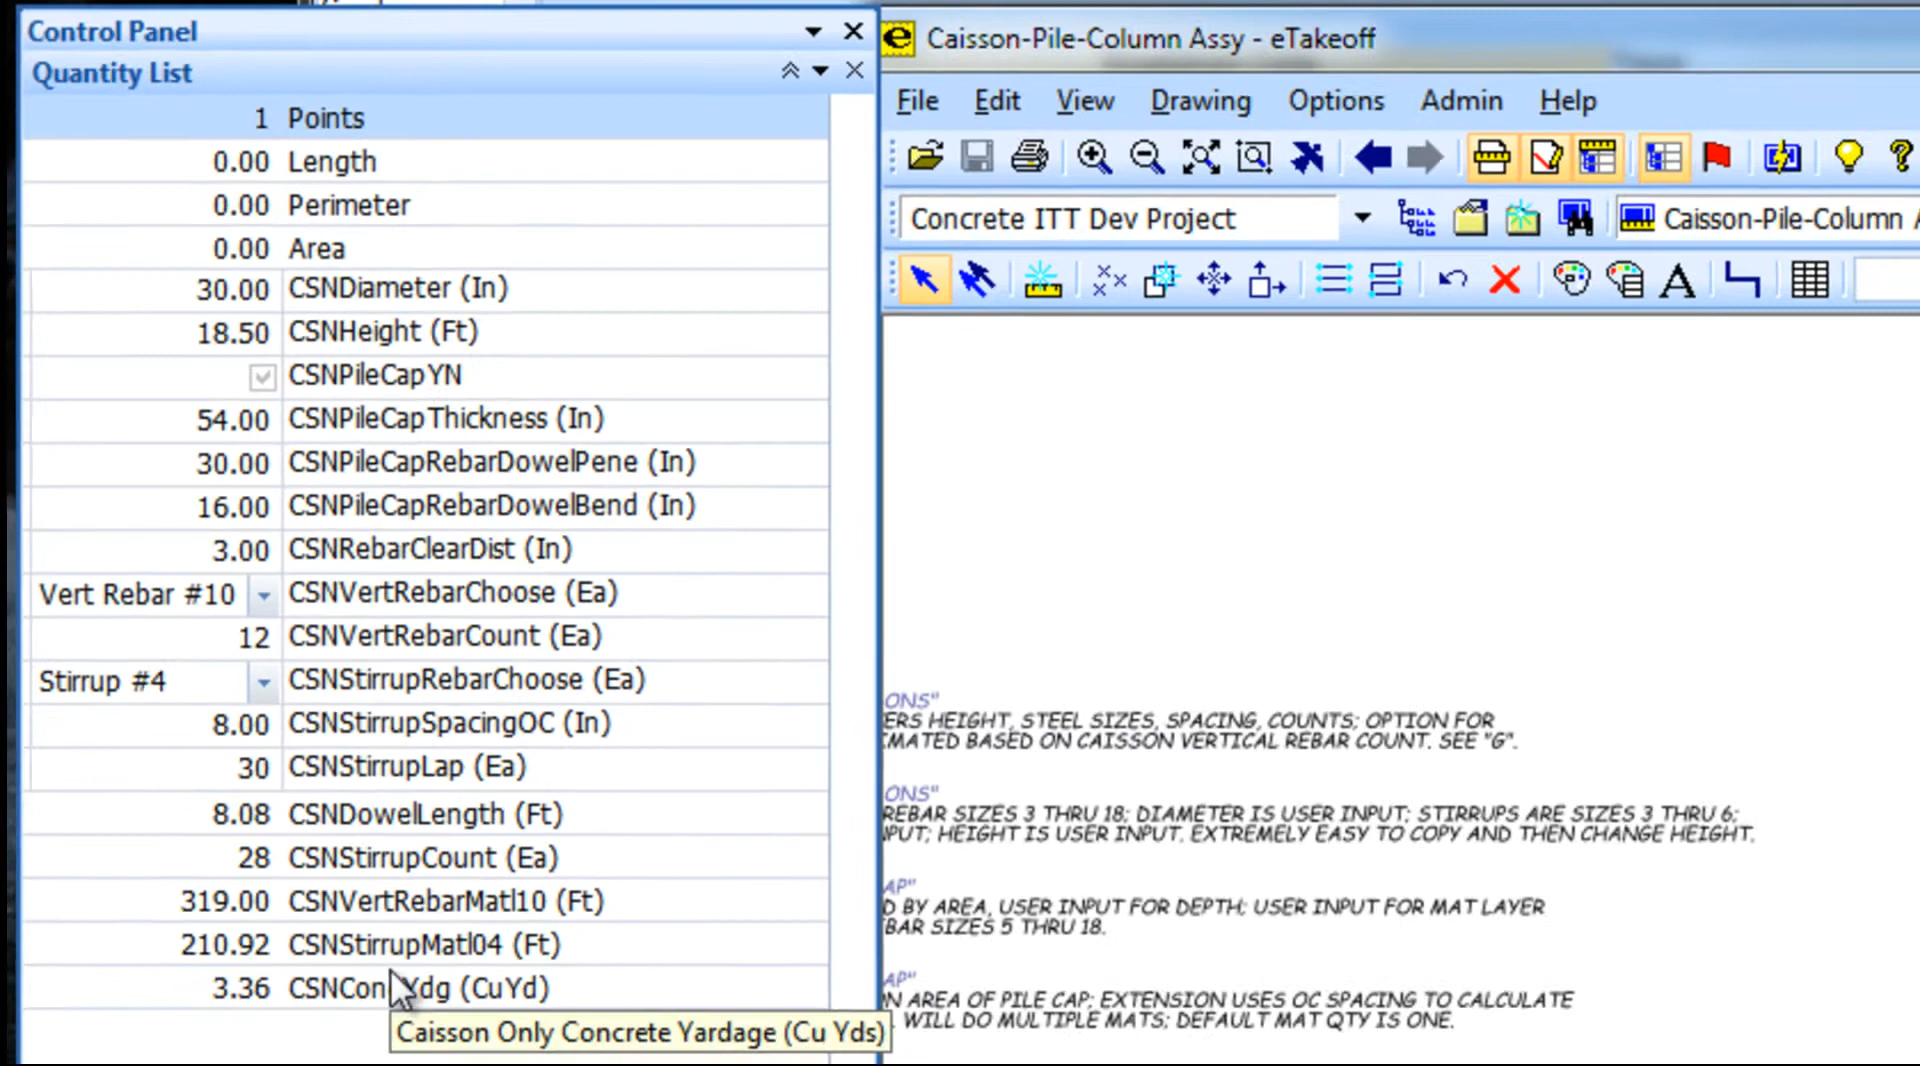 Control Panel
Quantity List
1 Points
0.00 Length
0.00 Perimeter
0.00 Area
30.00 CSNDiameter (In)
18.50 CSNHeight (Ft)
CSNPileCapYN
54.00 CSNPileCapThickness (In)
30.00 CSNPileCapRebarDowelPene (In)
16.00 CSNPileCapRebarDowelBend (In)
3.00 CSNRebarClearDist (In)
Vert Rebar #10 CSNVertRebarChoose (Ea)
12 CSNVertRebarCount (Ea)
Stirrup #4 CSNStirrupRebarChoose (Ea)
8.00 CSNStirrupSpacingOC (In)
30 CSNStirrupLap (Ea)
8.08 CSNDowelLength (Ft)
28 CSNStirrupCount (Ea)
319.00 CSNVertRebarMatl10 (Ft)
210.92 CSNStirrupMatl04 (Ft)
3.36 CSNCon Ydg (CuYd)
Caisson Only Concrete Yardage (Cu Yds)
Caisson-Pile-Column Assy - eTakeoff
File Edit View Drawing Options Admin Help
Concrete ITT Dev Project
Caisson-Pile-Column A
ONS"
ERS HEIGHT, STEEL SIZES, SPACING, COUNTS; OPTION FOR
MATED BASED ON CAISSON VERTICAL REBAR COUNT. SEE "G".
ONS"
REBAR SIZES 3 THRU 18; DIAMETER IS USER INPUT; STIRRUPS ARE SIZES 3 THRU 6;
PUT; HEIGHT IS USER INPUT. EXTREMELY EASY TO COPY AND THEN CHANGE HEIGHT.
AP"
D BY AREA, USER INPUT FOR DEPTH; USER INPUT FOR MAT LAYER
BAR SIZES 5 THRU 18.
AP"
N AREA OF PILE CAP; EXTENSION USES OC SPACING TO CALCULATE
WILL DO MULTIPLE MATS; DEFAULT MAT QTY IS ONE.